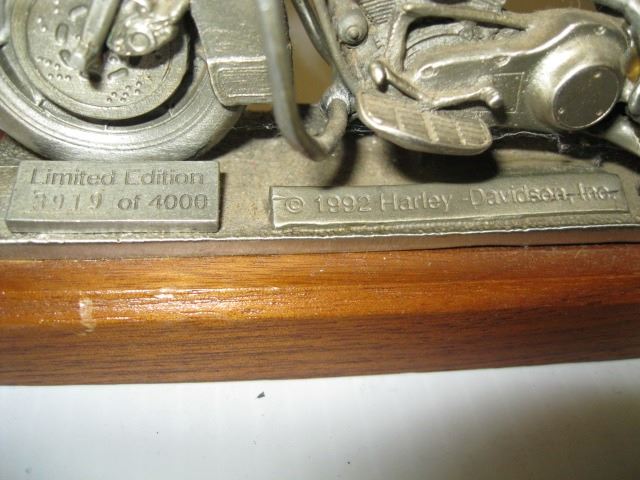 Limited Edition
3919 of 4000
© 1992 Harley-Davidson, Inc.